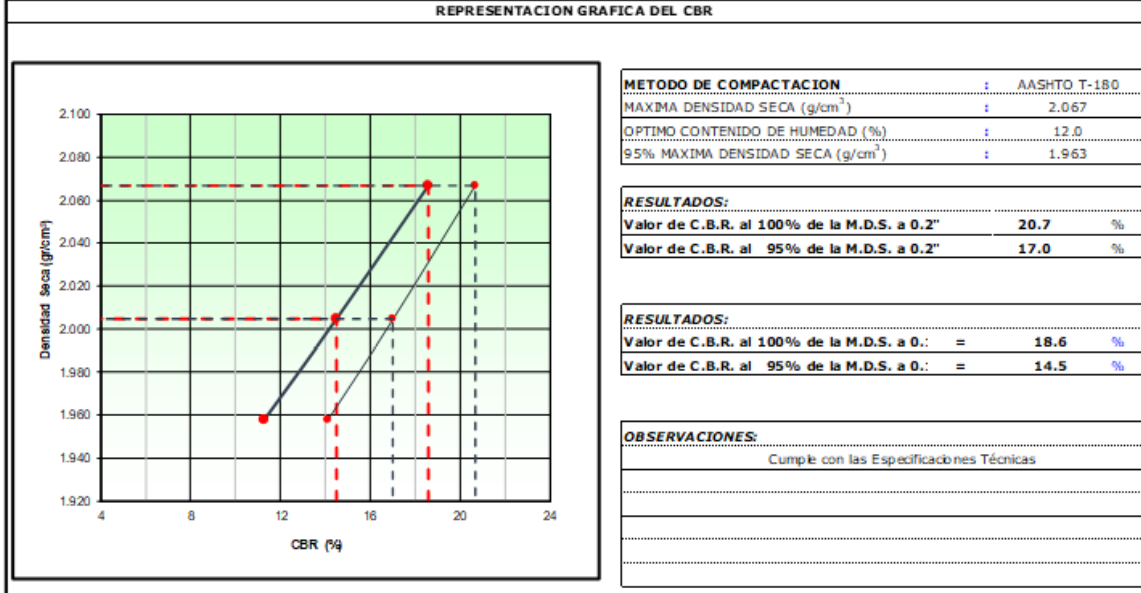 REPRESENTACION GRAFICA DEL CBR
2.100
2.080
2.060
2.040
2.020
2.000
1.980
1.960
1.940
1.920
Densidad Seca (gr/cm³)
4 8 12 16 20 24
CBR (%)
METODO DE COMPACTACION : AASHTO T-180
MAXIMA DENSIDAD SECA (g/cm³) : 2.067
OPTIMO CONTENIDO DE HUMEDAD (%) : 12.0
95% MAXIMA DENSIDAD SECA (g/cm³) : 1.963
RESULTADOS:
Valor de C.B.R. al 100% de la M.D.S. a 0.2" 20.7 %
Valor de C.B.R. al 95% de la M.D.S. a 0.2" 17.0 %
RESULTADOS:
Valor de C.B.R. al 100% de la M.D.S. a 0.: = 18.6 %
Valor de C.B.R. al 95% de la M.D.S. a 0.: = 14.5 %
OBSERVACIONES:
Cumple con las Especificaciones Técnicas